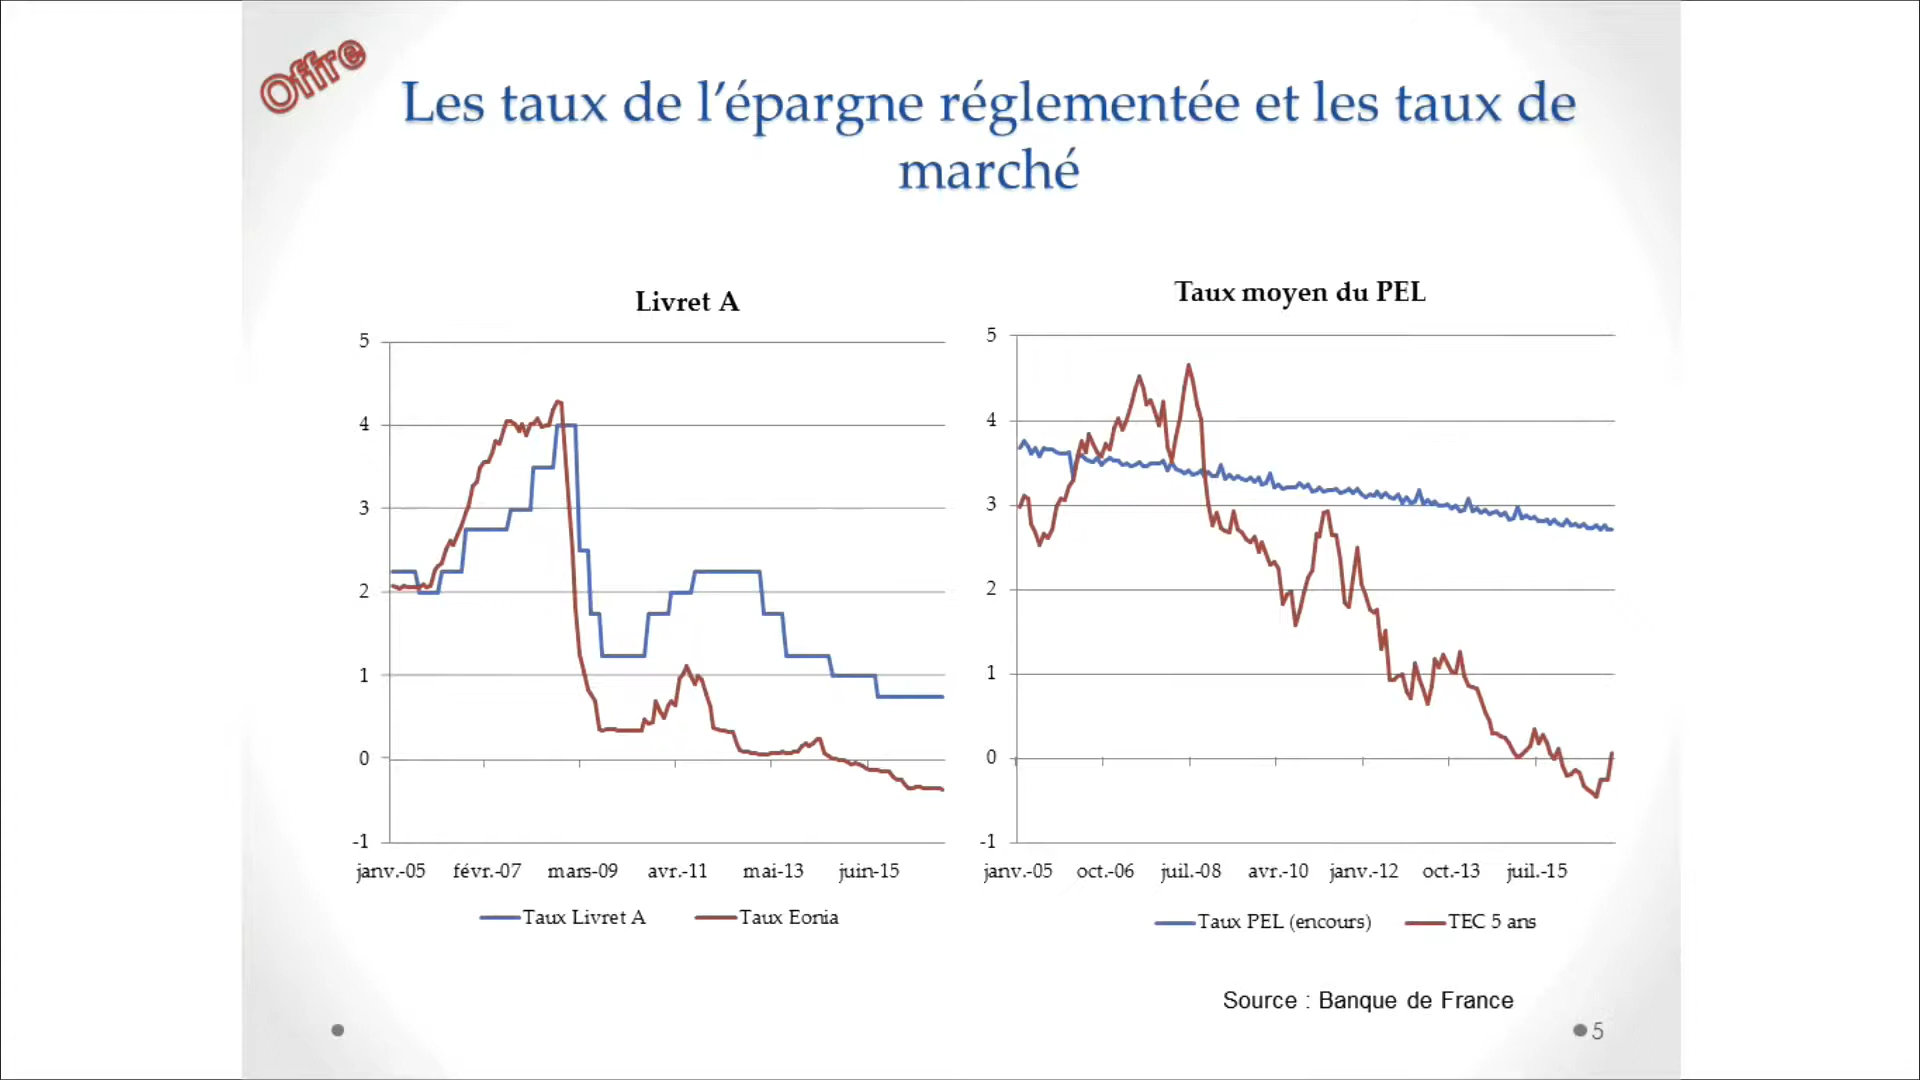 Offre
Les taux de l’épargne réglementée et les taux de
marché
Livret A
5
4
3
2
1
0
-1
janv.-05 févr.-07 mars-09 avr.-11 mai-13 juin-15
Taux Livret A Taux Eonia
Taux moyen du PEL
5
4
3
2
1
0
-1
janv.-05 oct.-06 juil.-08 avr.-10 janv.-12 oct.-13 juil.-15
Taux PEL (encours) TEC 5 ans
Source : Banque de France
5